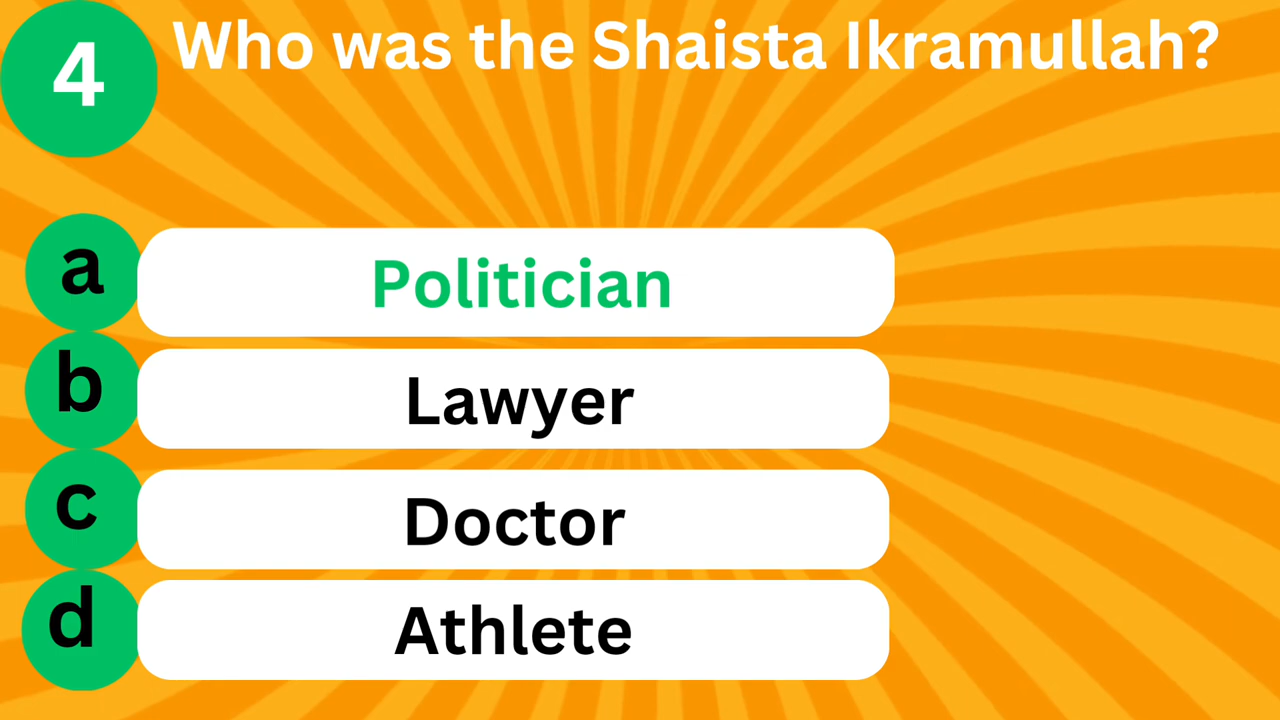 4
Who was the Shaista Ikramullah?
a
Politician
b
Lawyer
c
Doctor
d
Athlete